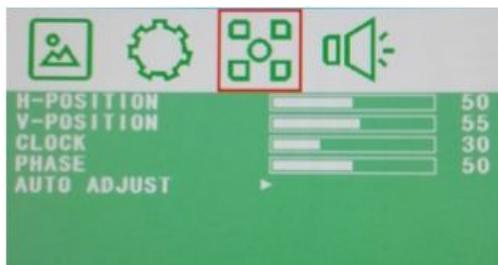 H-POSITION 50
V-POSITION 55
CLOCK 30
PHASE 50
AUTO ADJUST